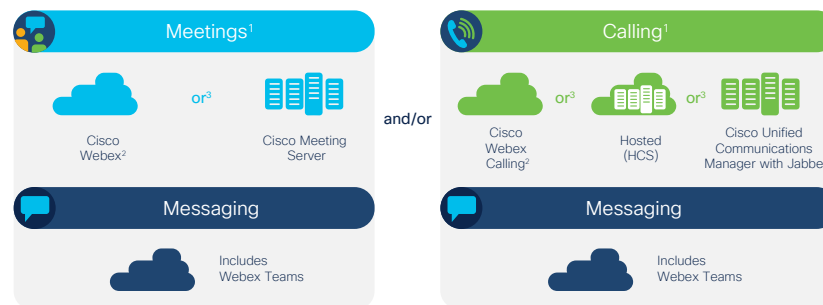 Meetings¹
or³
Cisco
Webex²
Cisco Meeting
Server
Messaging
Includes
Webex Teams
and/or
Calling¹
or³
or³
Cisco
Webex
Calling²
Hosted
(HCS)
Cisco Unified
Communications
Manager with Jabbe
Messaging
Includes
Webex Teams